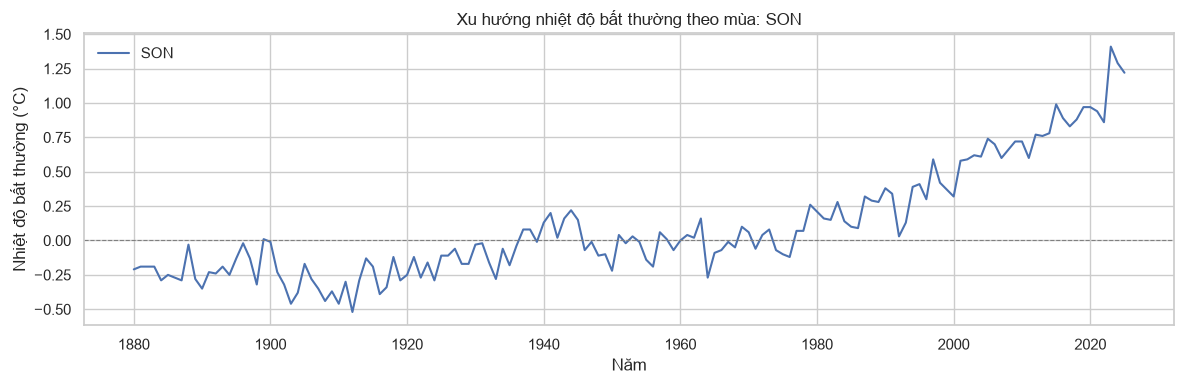 Xu hướng nhiệt độ bất thường theo mùa: SON
SON
Nhiệt độ bất thường (°C)
1.50
1.25
1.00
0.75
0.50
0.25
0.00
−0.25
−0.50
1880 1900 1920 1940 1960 1980 2000 2020
Năm